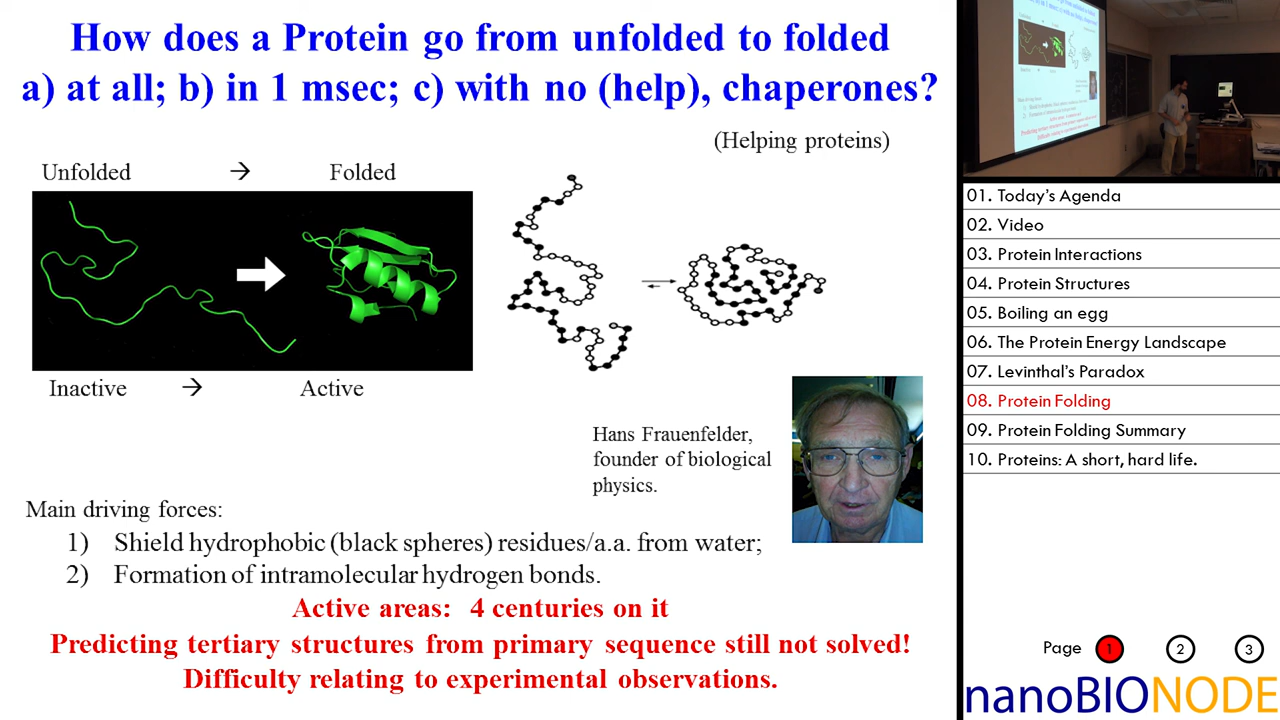 How does a Protein go from unfolded to folded
a) at all; b) in 1 msec; c) with no (help), chaperones?
(Helping proteins)
Unfolded → Folded
Inactive → Active
Hans Frauenfelder,
founder of biological
physics.
Main driving forces:
1) Shield hydrophobic (black spheres) residues/a.a. from water;
2) Formation of intramolecular hydrogen bonds.
Active areas: 4 centuries on it
Predicting tertiary structures from primary sequence still not solved!
Difficulty relating to experimental observations.
01. Today's Agenda
02. Video
03. Protein Interactions
04. Protein Structures
05. Boiling an egg
06. The Protein Energy Landscape
07. Levinthal's Paradox
08. Protein Folding
09. Protein Folding Summary
10. Proteins: A short, hard life.
Page 1 2 3
nanoBIONODE